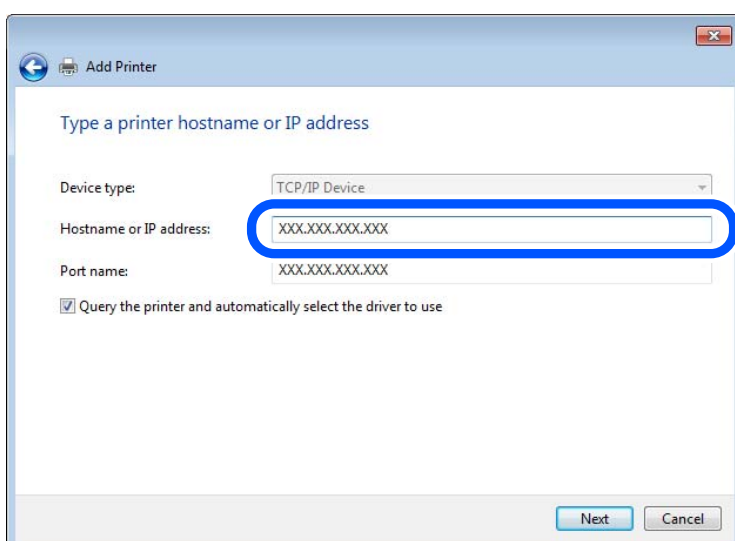 Add Printer
Type a printer hostname or IP address
Device type: TCP/IP Device
Hostname or IP address: XXX.XXX.XXX.XXX
Port name: XXX.XXX.XXX.XXX
Query the printer and automatically select the driver to use
Next Cancel